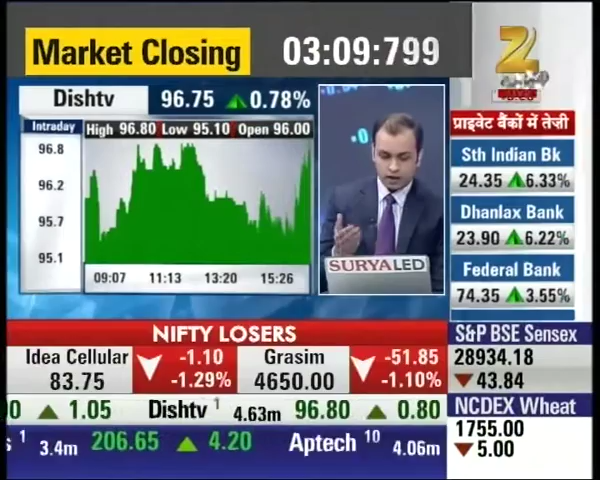 Market Closing
03:09:799
Dishtv
96.75 0.78%
Intraday
High 96.80 Low 95.10 Open 96.00
96.8
96.2
95.7
95.1
09:07 11:13 13:20 15:26
SURYA LED
प्राइवेट बैंकों में तेज़ी
Sth Indian Bk
24.35 6.33%
Dhanlax Bank
23.90 6.22%
Federal Bank
74.35 3.55%
NIFTY LOSERS
Idea Cellular
83.75
-1.10
-1.29%
Grasim
4650.00
-51.85
-1.10%
S&P BSE Sensex
28934.18
43.84
NCDEX Wheat
1755.00
5.00
0 1.05 Dishtv 1 4.63m 96.80 0.80
s 1 3.4m 206.65 4.20 Aptech 10 4.06m